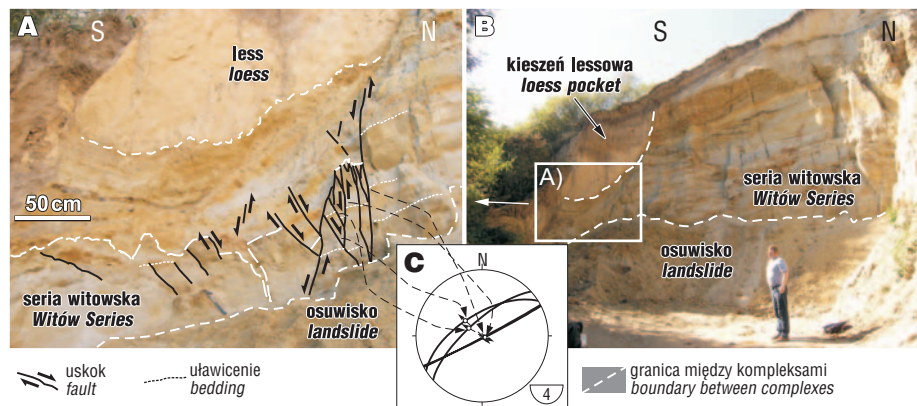 A
S
N
less
loess
50 cm
seria witowska
Witów Series
osuwisko
landslide
B
S
N
kieszeń lessowa
loess pocket
A)
seria witowska
Witów Series
osuwisko
landslide
C
N
4
uskok
fault
uławicenie
bedding
granica między kompleksami
boundary between complexes